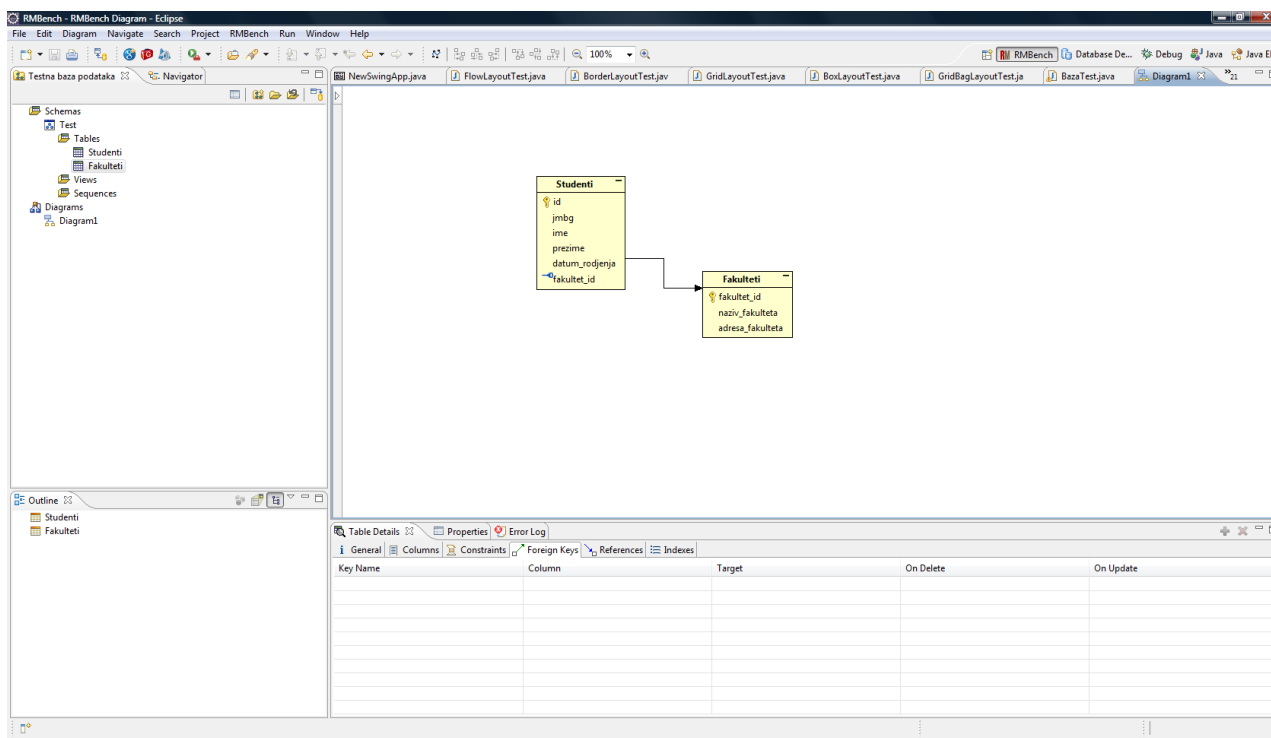 RMBench - RMBench Diagram - Eclipse
File Edit Diagram Navigate Search Project RMBench Run Window Help
100% RMBench Database De... Debug Java Java E
Testna baza podataka Navigator NewSwingApp.java FlowLayoutTest.java BorderLayoutTest.jav GridLayoutTest.java BoxLayoutTest.java GridBagLayoutTest.ja BazaTest.java Diagram1 »21
Schemas
Test
Tables
Studenti
Fakulteti
Views
Sequences
Diagrams
Diagram1
Studenti
id
jmbg
ime
prezime
datum_rodjenja
fakultet_id
Fakulteti
fakultet_id
naziv_fakulteta
adresa_fakulteta
Outline
Studenti
Fakulteti
Table Details Properties Error Log
General Columns Constraints Foreign Keys References Indexes
Key Name Column Target On Delete On Update